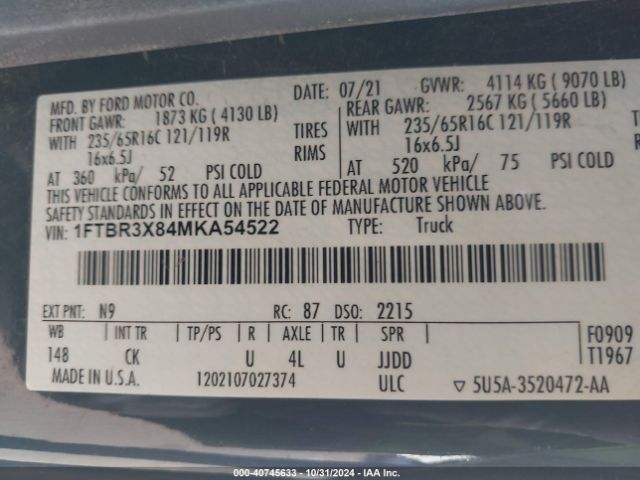 MFD. BY FORD MOTOR CO. DATE: 07/21 GVWR: 4114 KG ( 9070 LB)
FRONT GAWR: 1873 KG ( 4130 LB) REAR GAWR: 2567 KG ( 5660 LB)
WITH 235/65R16C 121/119R TIRES WITH 235/65R16C 121/119R
16x6.5J RIMS 16x6.5J
AT 360 kPa/ 52 PSI COLD AT 520 kPa/ 75 PSI COLD
THIS VEHICLE CONFORMS TO ALL APPLICABLE FEDERAL MOTOR VEHICLE
SAFETY STANDARDS IN EFFECT ON THE DATE OF MANUFACTURE SHOWN ABOVE.
VIN: 1FTBR3X84MKA54522 TYPE: Truck
EXT PNT: N9 RC: 87 DSO: 2215
WB INT TR TP/PS R AXLE TR SPR F0909
148 CK U 4L U JJDD T1967
MADE IN U.S.A. 1202107027374 ULC ▽ 5U5A-3520472-AA
000-40745633 - 10/31/2024 - IAA Inc.